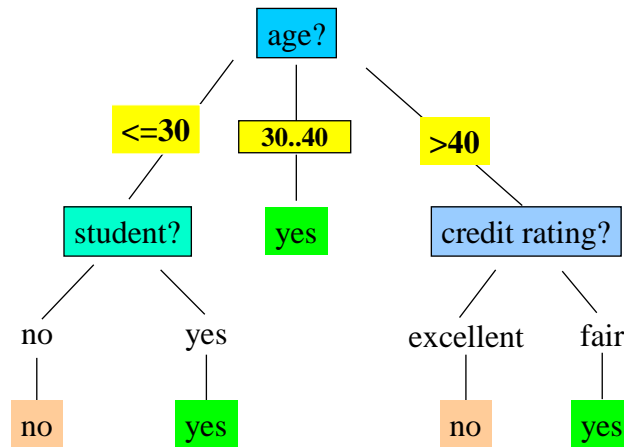 age?
<=30
30..40
>40
student?
yes
credit rating?
no
yes
excellent
fair
no
yes
no
yes